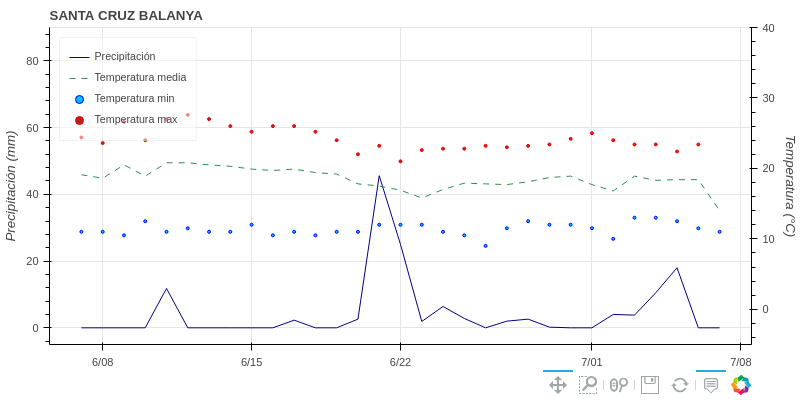 SANTA CRUZ BALANYA
Precipitación
Temperatura media
Temperatura min
Temperatura max
80
60
40
20
0
Precipitación (mm)
40
30
20
10
0
Temperatura (°C)
6/08
6/15
6/22
7/01
7/08